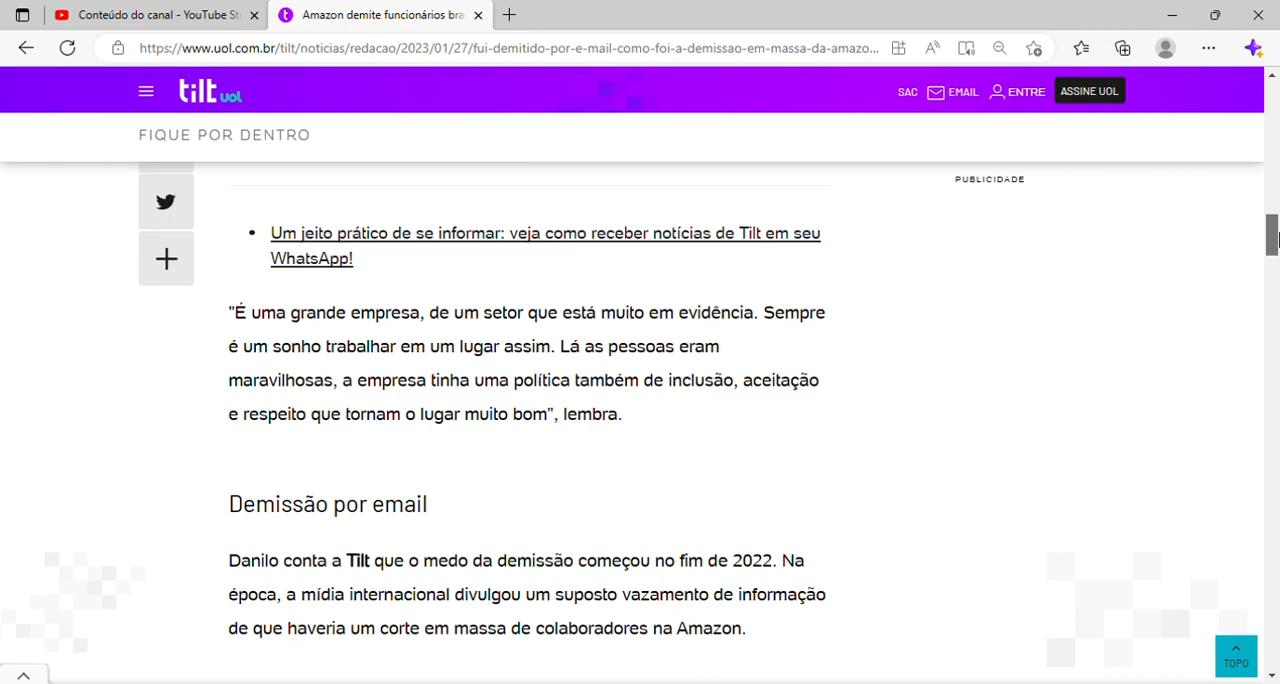 Conteúdo do canal - YouTube St
Amazon demite funcionários bra
https://www.uol.com.br/tilt/noticias/redacao/2023/01/27/fui-demitido-por-e-mail-como-foi-a-demissao-em-massa-da-amazo...
tilt uol
SAC EMAIL ENTRE ASSINE UOL
FIQUE POR DENTRO
PUBLICIDADE
• Um jeito prático de se informar: veja como receber notícias de Tilt em seu
WhatsApp!
"É uma grande empresa, de um setor que está muito em evidência. Sempre
é um sonho trabalhar em um lugar assim. Lá as pessoas eram
maravilhosas, a empresa tinha uma política também de inclusão, aceitação
e respeito que tornam o lugar muito bom", lembra.
Demissão por email
Danilo conta a Tilt que o medo da demissão começou no fim de 2022. Na
época, a mídia internacional divulgou um suposto vazamento de informação
de que haveria um corte em massa de colaboradores na Amazon.
TOPO